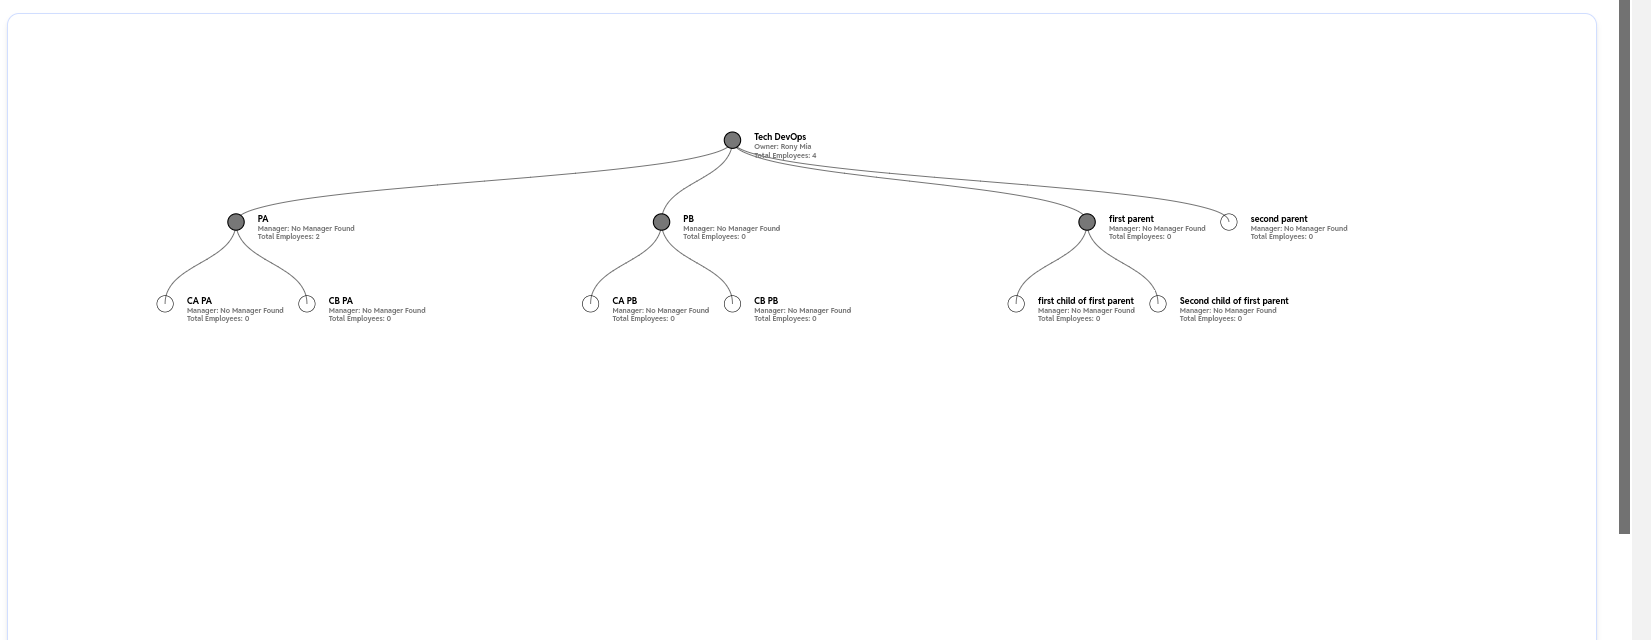 Tech DevOps
Owner: Rony Mia
Total Employees: 4
PA
Manager: No Manager Found
Total Employees: 2
PB
Manager: No Manager Found
Total Employees: 0
first parent
Manager: No Manager Found
Total Employees: 0
second parent
Manager: No Manager Found
Total Employees: 0
CA PA
Manager: No Manager Found
Total Employees: 0
CB PA
Manager: No Manager Found
Total Employees: 0
CA PB
Manager: No Manager Found
Total Employees: 0
CB PB
Manager: No Manager Found
Total Employees: 0
first child of first parent
Manager: No Manager Found
Total Employees: 0
Second child of first parent
Manager: No Manager Found
Total Employees: 0